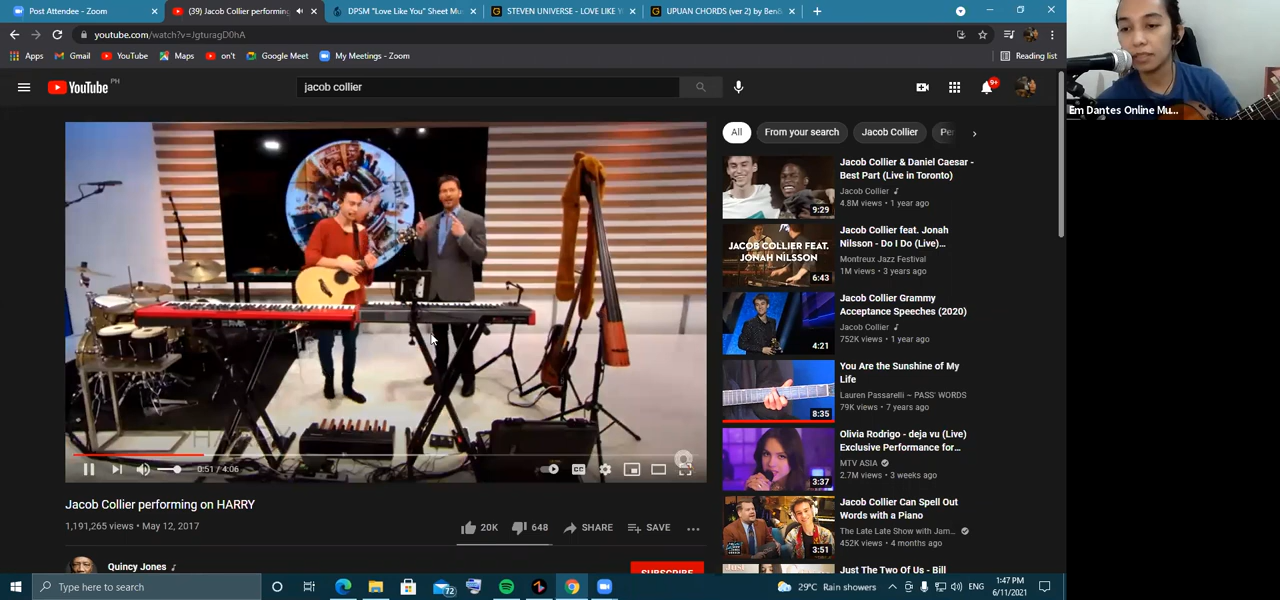 Post Attendee - Zoom
(39) Jacob Collier performing
DPSM "Love Like You" Sheet Mu
STEVEN UNIVERSE - LOVE LIKE Y
UPUAN CHORDS (ver 2) by Ben&
youtube.com/watch?v=JgturagD0hA
Apps
Gmail
YouTube
Maps
on't
Google Meet
My Meetings - Zoom
Reading list
YouTube PH
jacob collier
9+
All
From your search
Jacob Collier
Per
Em Dantes Online Mu...
Jacob Collier & Daniel Caesar -
Best Part (Live in Toronto)
Jacob Collier
4.8M views • 1 year ago
9:29
JACOB COLLIER FEAT.
JONAH NILSSON
6:43
Jacob Collier feat. Jonah
Nilsson - Do I Do (Live)...
Montreux Jazz Festival
1M views • 3 years ago
Jacob Collier Grammy
Acceptance Speeches (2020)
Jacob Collier
752K views • 1 year ago
4:21
You Are the Sunshine of My
Life
Lauren Passarelli – PASS' WORDS
79K views • 7 years ago
8:35
Olivia Rodrigo - deja vu (Live)
Exclusive Performance for...
MTV ASIA
2.7M views • 3 weeks ago
3:37
Jacob Collier Can Spell Out
Words with a Piano
The Late Late Show with Jam...
452K views • 4 months ago
3:51
Just The Two Of Us - Bill
HARRY
0:51 / 4:06
CC
Jacob Collier performing on HARRY
1,191,265 views • May 12, 2017
20K
648
SHARE
SAVE
Quincy Jones
SUBSCRIBE
Type here to search
72
29°C Rain showers
ENG
1:47 PM
6/11/2021